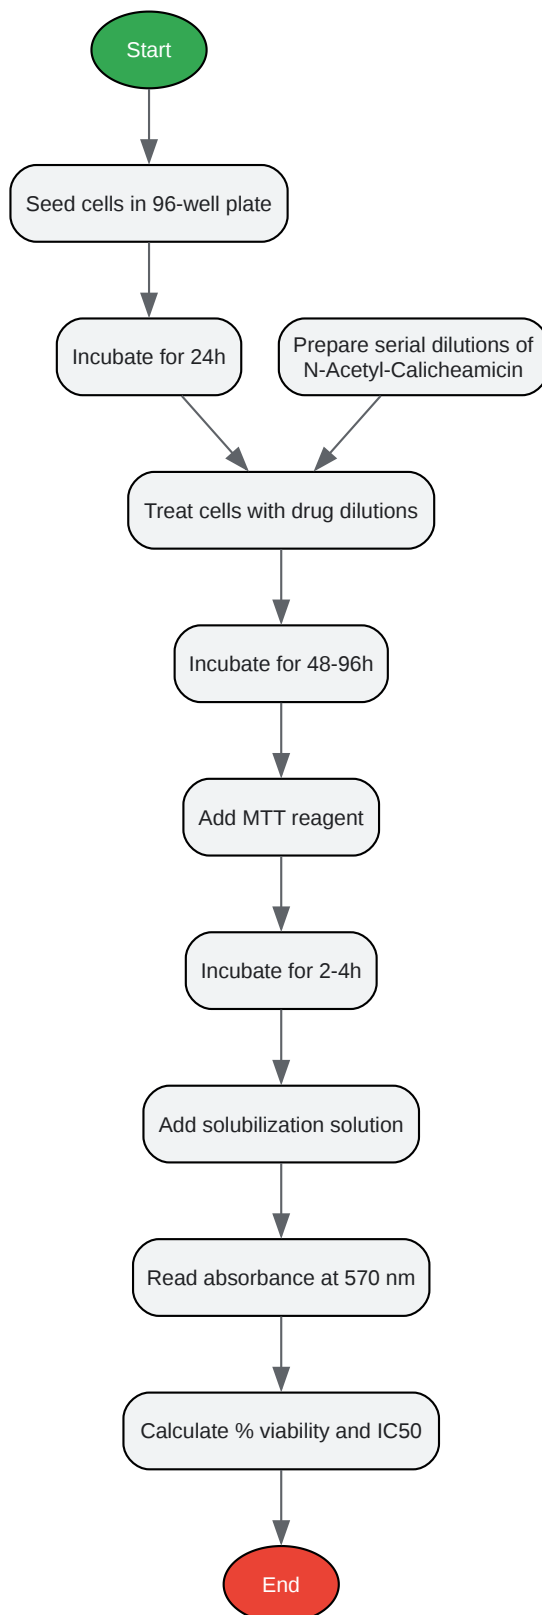 Start
Seed cells in 96-well plate
Incubate for 24h
Prepare serial dilutions of
N-Acetyl-Calicheamicin
Treat cells with drug dilutions
Incubate for 48-96h
Add MTT reagent
Incubate for 2-4h
Add solubilization solution
Read absorbance at 570 nm
Calculate % viability and IC50
End